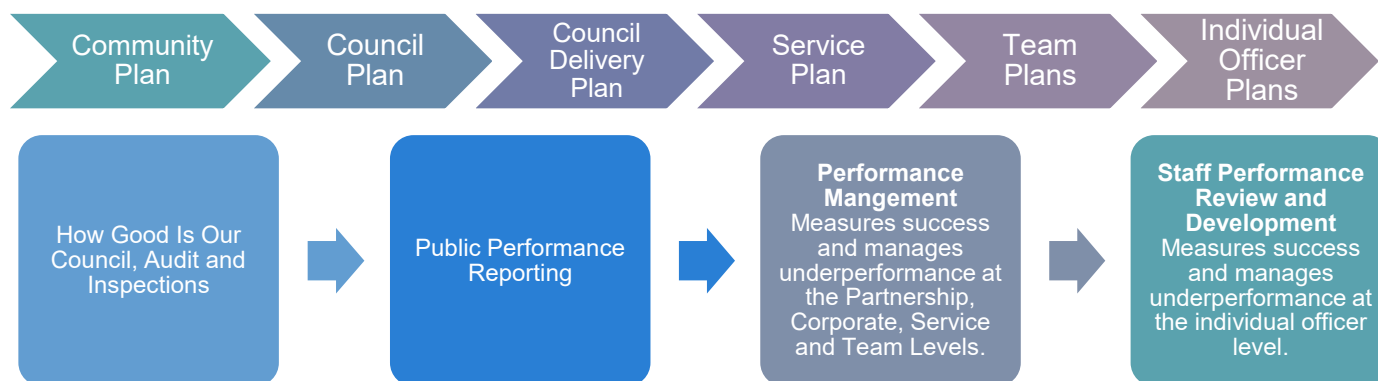 Community
Plan
Council
Plan
Council
Delivery
Plan
Service
Plan
Team
Plans
Individual
Officer
Plans
How Good Is Our
Council, Audit and
Inspections
Public Performance
Reporting
Performance
Mangement
Measures success
and manages
underperformance at
the Partnership,
Corporate, Service
and Team Levels.
Staff Performance
Review and
Development
Measures success
and manages
underperformance at
the individual officer
level.